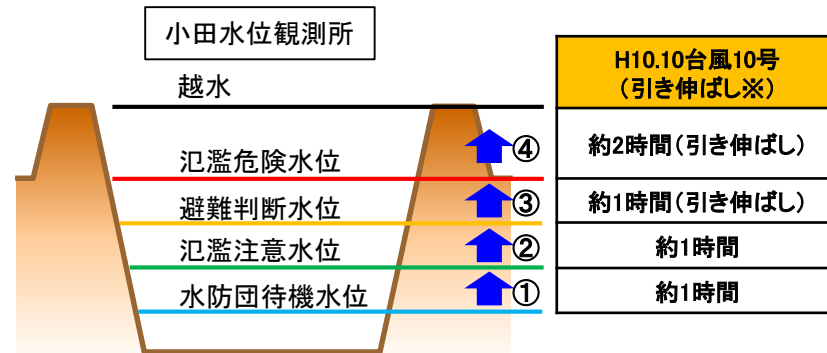 小田水位観測所
H10.10台風10号
(引き伸ばし※)
越水
④ 約2時間(引き伸ばし)
氾濫危険水位
③ 約1時間(引き伸ばし)
避難判断水位
② 約1時間
氾濫注意水位
① 約1時間
水防団待機水位